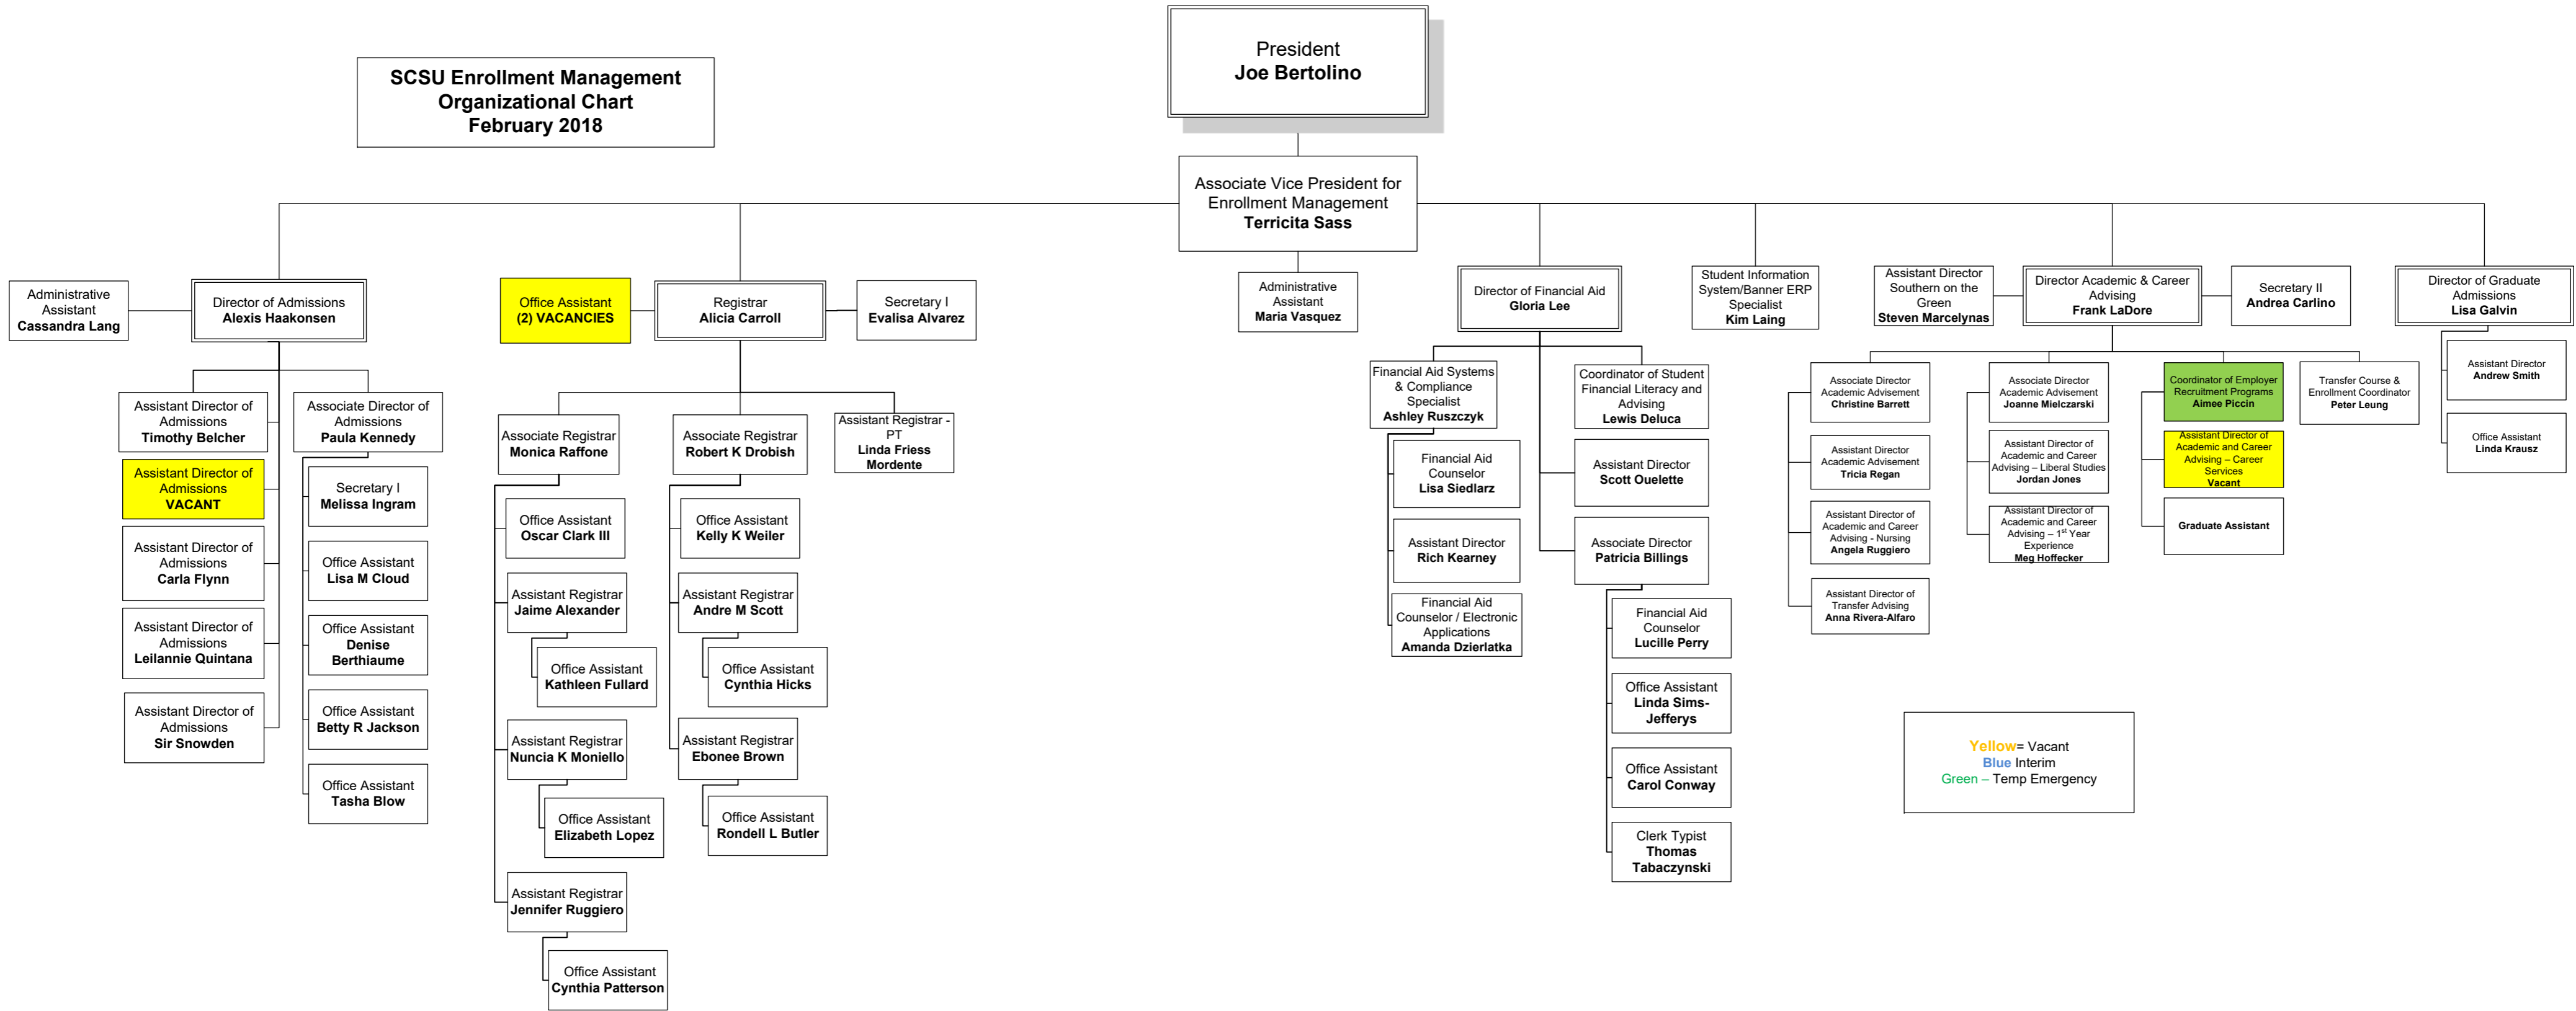 SCSU Enrollment Management
Organizational Chart
February 2018
President
Joe Bertolino
Associate Vice President for
Enrollment Management
Terricita Sass
Administrative
Assistant
Maria Vasquez
Administrative
Assistant
Cassandra Lang
Director of Admissions
Alexis Haakonsen
Assistant Director of
Admissions
Timothy Belcher
Assistant Director of
Admissions
VACANT
Assistant Director of
Admissions
Carla Flynn
Assistant Director of
Admissions
Leilannie Quintana
Assistant Director of
Admissions
Sir Snowden
Associate Director of
Admissions
Paula Kennedy
Secretary I
Melissa Ingram
Office Assistant
Lisa M Cloud
Office Assistant
Denise
Berthiaume
Office Assistant
Betty R Jackson
Office Assistant
Tasha Blow
Office Assistant
(2) VACANCIES
Registrar
Alicia Carroll
Secretary I
Evalisa Alvarez
Associate Registrar
Monica Raffone
Office Assistant
Oscar Clark III
Assistant Registrar
Jaime Alexander
Office Assistant
Kathleen Fullard
Assistant Registrar
Nuncia K Moniello
Office Assistant
Elizabeth Lopez
Assistant Registrar
Jennifer Ruggiero
Office Assistant
Cynthia Patterson
Associate Registrar
Robert K Drobish
Office Assistant
Kelly K Weiler
Assistant Registrar
Andre M Scott
Office Assistant
Cynthia Hicks
Assistant Registrar
Ebonee Brown
Office Assistant
Rondell L Butler
Assistant Registrar -
PT
Linda Friess
Mordente
Director of Financial Aid
Gloria Lee
Financial Aid Systems
& Compliance
Specialist
Ashley Ruszczyk
Financial Aid
Counselor
Lisa Siedlarz
Assistant Director
Rich Kearney
Financial Aid
Counselor / Electronic
Applications
Amanda Dzierlatka
Coordinator of Student
Financial Literacy and
Advising
Lewis Deluca
Assistant Director
Scott Ouelette
Associate Director
Patricia Billings
Financial Aid
Counselor
Lucille Perry
Office Assistant
Linda Sims-
Jefferys
Office Assistant
Carol Conway
Clerk Typist
Thomas
Tabaczynski
Student Information
System/Banner ERP
Specialist
Kim Laing
Assistant Director
Southern on the
Green
Steven Marcelynas
Director Academic & Career
Advising
Frank LaDore
Secretary II
Andrea Carlino
Associate Director
Academic Advisement
Christine Barrett
Assistant Director
Academic Advisement
Tricia Regan
Assistant Director of
Academic and Career
Advising - Nursing
Angela Ruggiero
Assistant Director of
Transfer Advising
Anna Rivera-Alfaro
Associate Director
Academic Advisement
Joanne Mielczarski
Assistant Director of
Academic and Career
Advising – Liberal Studies
Jordan Jones
Assistant Director of
Academic and Career
Advising – 1st Year
Experience
Meg Hoffecker
Coordinator of Employer
Recruitment Programs
Aimee Piccin
Assistant Director of
Academic and Career
Advising – Career
Services
Vacant
Graduate Assistant
Transfer Course &
Enrollment Coordinator
Peter Leung
Director of Graduate
Admissions
Lisa Galvin
Assistant Director
Andrew Smith
Office Assistant
Linda Krausz
Yellow= Vacant
Blue Interim
Green – Temp Emergency